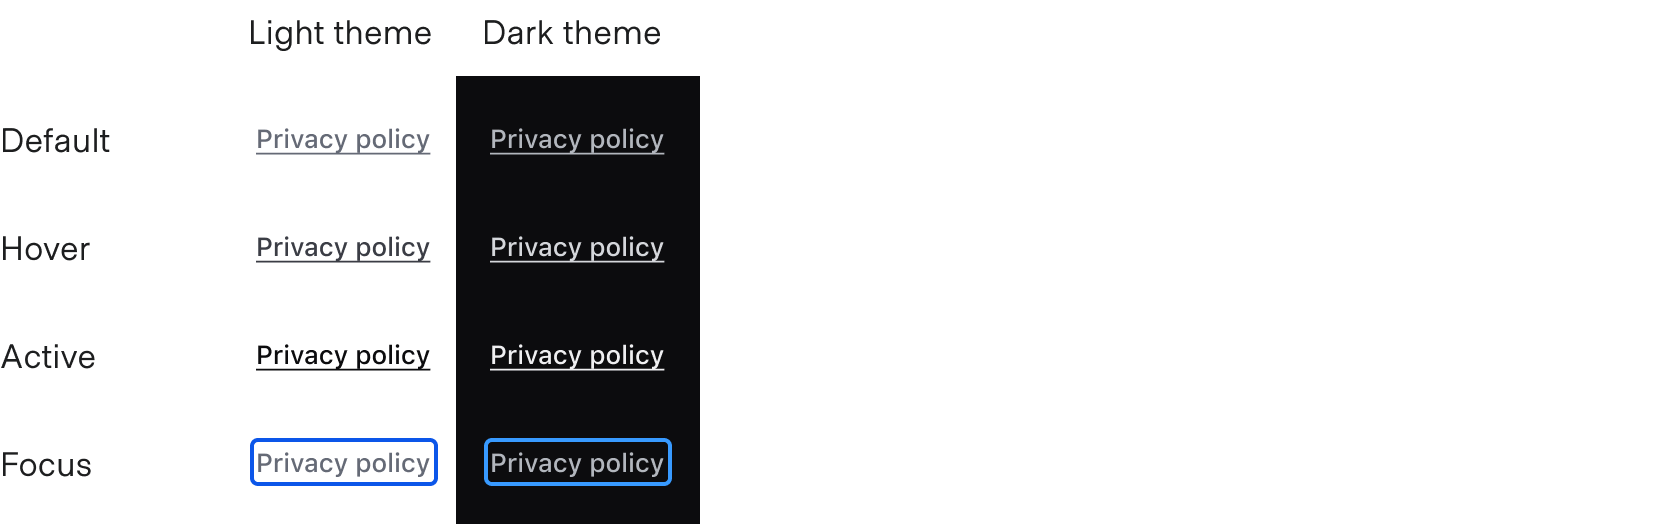 Light theme Dark theme
Default Privacy policy Privacy policy
Hover Privacy policy Privacy policy
Active Privacy policy Privacy policy
Focus Privacy policy Privacy policy